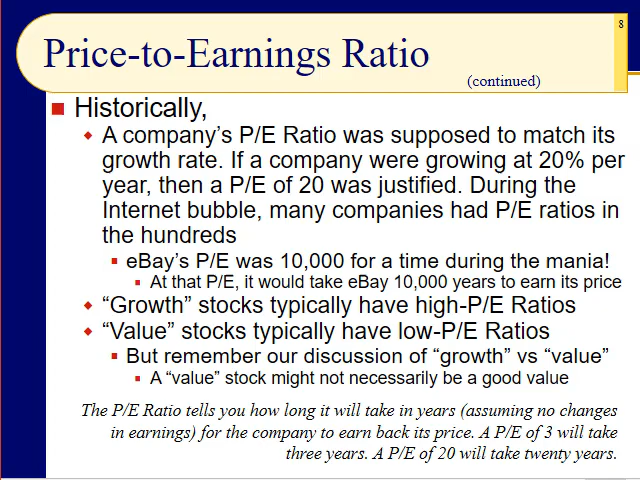 8
Price-to-Earnings Ratio
(continued)
Historically,
A company's P/E Ratio was supposed to match its
growth rate. If a company were growing at 20% per
year, then a P/E of 20 was justified. During the
Internet bubble, many companies had P/E ratios in
the hundreds
eBay's P/E was 10,000 for a time during the mania!
At that P/E, it would take eBay 10,000 years to earn its price
“Growth” stocks typically have high-P/E Ratios
“Value” stocks typically have low-P/E Ratios
But remember our discussion of “growth” vs “value”
A “value” stock might not necessarily be a good value
The P/E Ratio tells you how long it will take in years (assuming no changes
in earnings) for the company to earn back its price. A P/E of 3 will take
three years. A P/E of 20 will take twenty years.